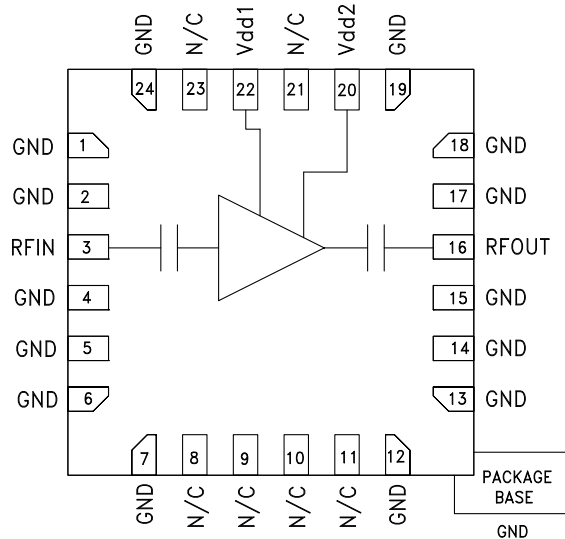 GND
N/C
Vdd1
N/C
Vdd2
GND
24
23
22
21
20
19
GND
1
18
GND
GND
2
17
GND
RFIN
3
16
RFOUT
GND
4
15
GND
GND
5
14
GND
GND
6
13
GND
7
8
9
10
11
12
GND
N/C
N/C
N/C
N/C
GND
PACKAGE
BASE
GND